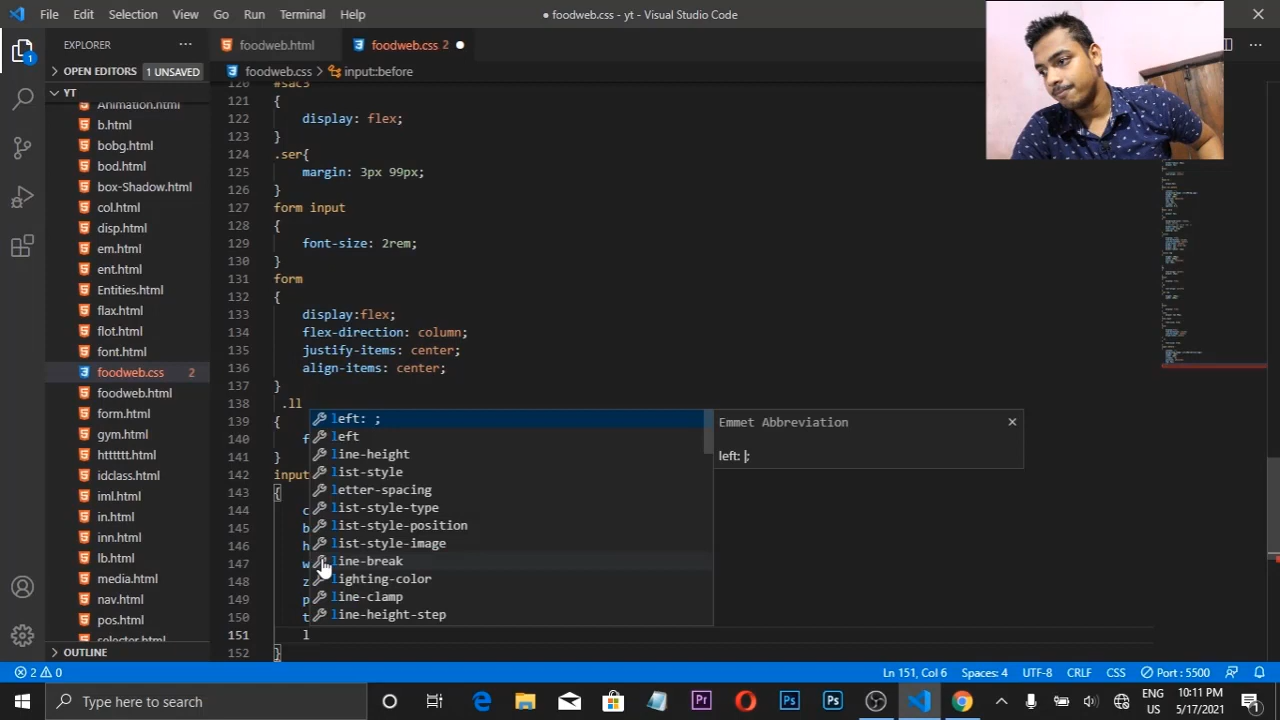 File Edit Selection View Go Run Terminal Help
● foodweb.css - yt - Visual Studio Code
EXPLORER
foodweb.html
foodweb.css 2 ●
OPEN EDITORS 1 UNSAVED
foodweb.css > input::before
YT
Animation.html
b.html
bobg.html
bod.html
box-Shadow.html
col.html
disp.html
em.html
ent.html
Entities.html
flax.html
flot.html
font.html
foodweb.css 2
foodweb.html
form.html
gym.html
htttttt.html
idclass.html
iml.html
in.html
inn.html
lb.html
media.html
nav.html
pos.html
selecter.html
OUTLINE
120 #sac3
121 {
122 display: flex;
123 }
124 .ser{
125 margin: 3px 99px;
126 }
127 form input
128 {
129 font-size: 2rem;
130 }
131 form
132 {
133 display:flex;
134 flex-direction: column;
135 justify-items: center;
136 align-items: center;
137 }
138 .ll
139 {
140 f
141 }
142 input
143 {
144 c
145 b
146 h
147 w
148 z
149 p
150 t
151 l
152 }
left: ;
left
line-height
list-style
letter-spacing
list-style-type
list-style-position
list-style-image
line-break
lighting-color
line-clamp
line-height-step
Emmet Abbreviation
left: |;
2 0
Ln 151, Col 6 Spaces: 4 UTF-8 CRLF CSS Port : 5500
Type here to search
ENG
US
10:11 PM
5/17/2021